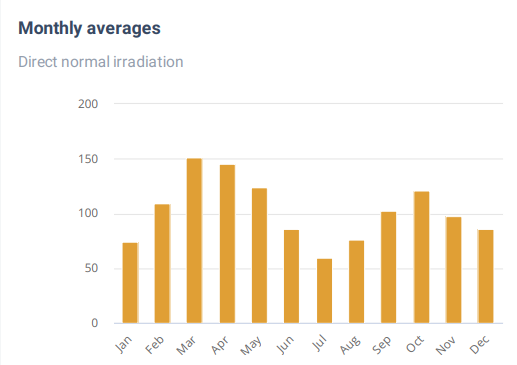 Monthly averages
Direct normal irradiation
200
150
100
50
0
Jan Feb Mar Apr May Jun Jul Aug Sep Oct Nov Dec